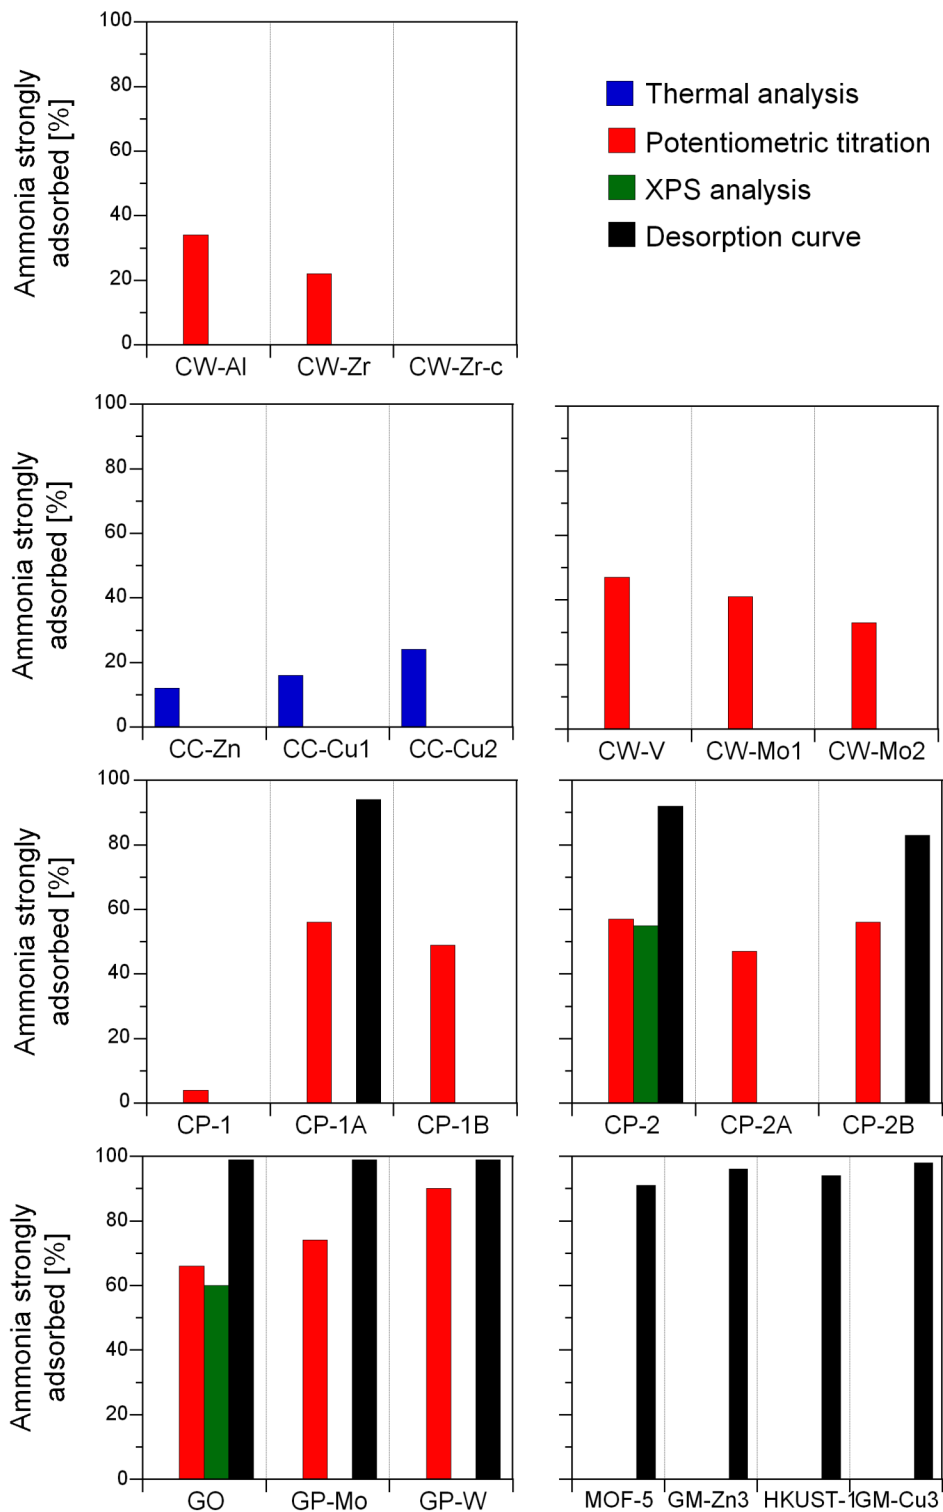 Ammonia strongly
adsorbed [%]
100
80
60
40
20
0
CW-Al CW-Zr CW-Zr-c
Thermal analysis
Potentiometric titration
XPS analysis
Desorption curve
Ammonia strongly
adsorbed [%]
100
80
60
40
20
0
CC-Zn CC-Cu1 CC-Cu2
CW-V CW-Mo1 CW-Mo2
Ammonia strongly
adsorbed [%]
100
80
60
40
20
0
CP-1 CP-1A CP-1B
CP-2 CP-2A CP-2B
Ammonia strongly
adsorbed [%]
100
80
60
40
20
0
GO GP-Mo GP-W
MOF-5 GM-Zn3 HKUST-1 GM-Cu3